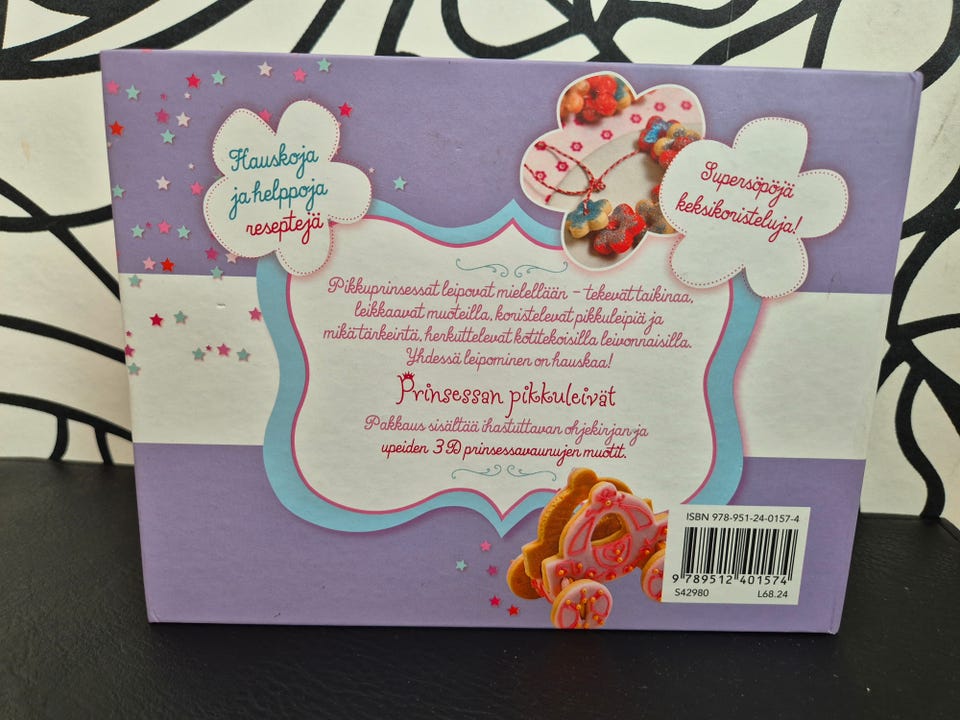 Hauskoja
ja helppoja
reseptejä
Supersöpöjä
keksikoristeluja!
Pikkuprinsessat leipovat mielellään – tekevät taikinaa,
leikkaavat muoteilla, koristelevat pikkuleipiä ja
mikä tärkeintä, herkuttelevat kotitekoisilla leivonnaisilla.
Yhdessä leipominen on hauskaa!
Prinsessan pikkuleivät
Pakkaus sisältää ihastuttavan ohjekirjan ja
upeiden 3D prinsessavaunujen muotit.
ISBN 978-951-24-0157-4
9 789512 401574
S42980 L68.24